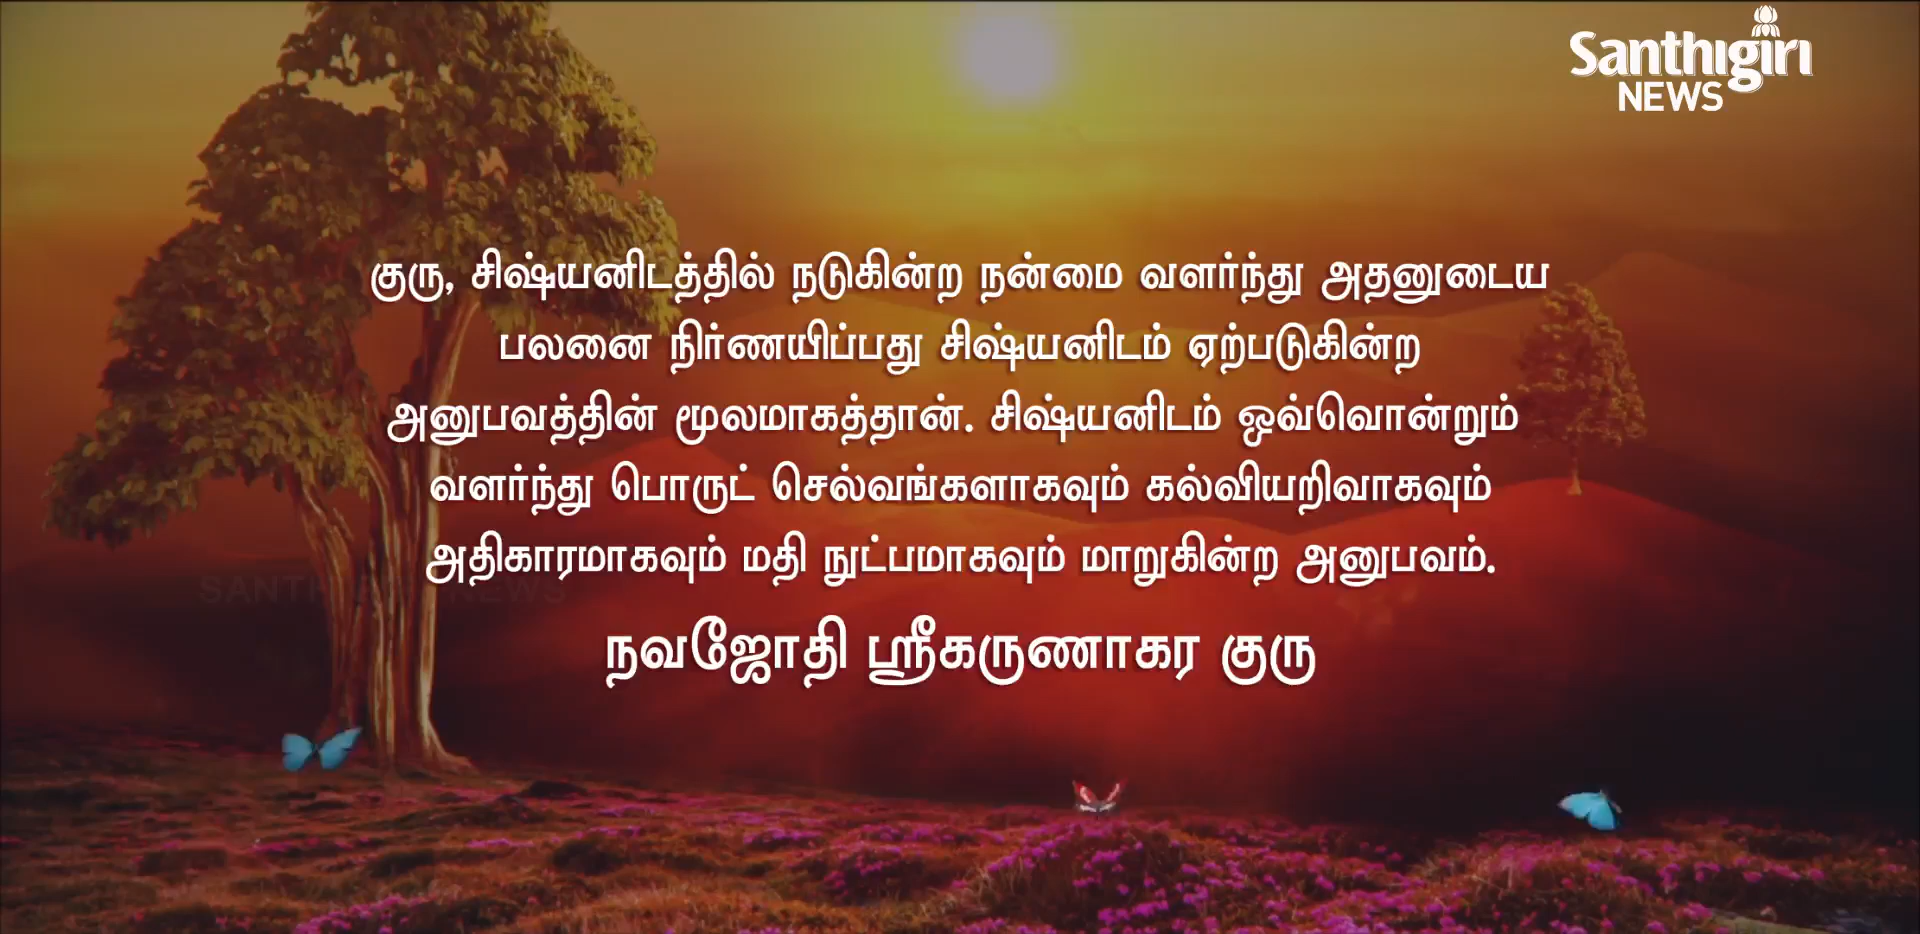 Santhigiri
NEWS
குரு, சிஷ்யனிடத்தில் நடுகின்ற நன்மை வளர்ந்து அதனுடைய
பலனை நிர்ணயிப்பது சிஷ்யனிடம் ஏற்படுகின்ற
அனுபவத்தின் மூலமாகத்தான். சிஷ்யனிடம் ஒவ்வொன்றும்
வளர்ந்து பொருட் செல்வங்களாகவும் கல்வியறிவாகவும்
அதிகாரமாகவும் மதி நுட்பமாகவும் மாறுகின்ற அனுபவம்.
SANTHIGIRI NEWS
நவஜோதி ஸ்ரீகருணாகர குரு